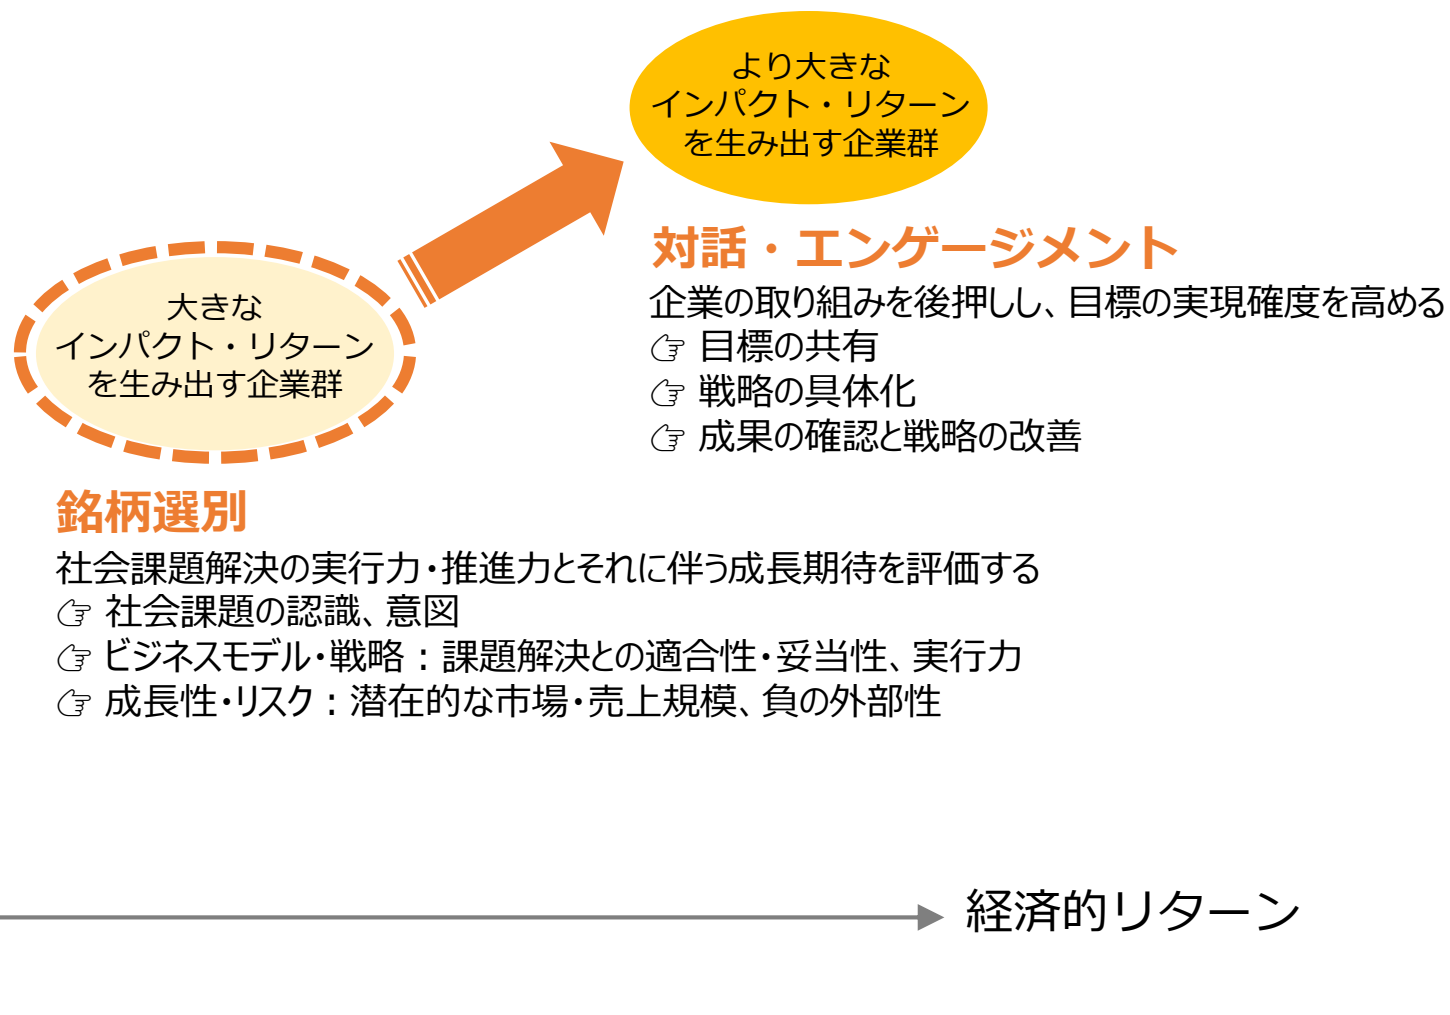 より大きな
インパクト・リターン
を生み出す企業群
対話・エンゲージメント
企業の取り組みを後押しし、目標の実現確度を高める
☞ 目標の共有
☞ 戦略の具体化
☞ 成果の確認と戦略の改善
大きな
インパクト・リターン
を生み出す企業群
銘柄選別
社会課題解決の実行力・推進力とそれに伴う成長期待を評価する
☞ 社会課題の認識、意図
☞ ビジネスモデル・戦略：課題解決との適合性・妥当性、実行力
☞ 成長性・リスク：潜在的な市場・売上規模、負の外部性
経済的リターン